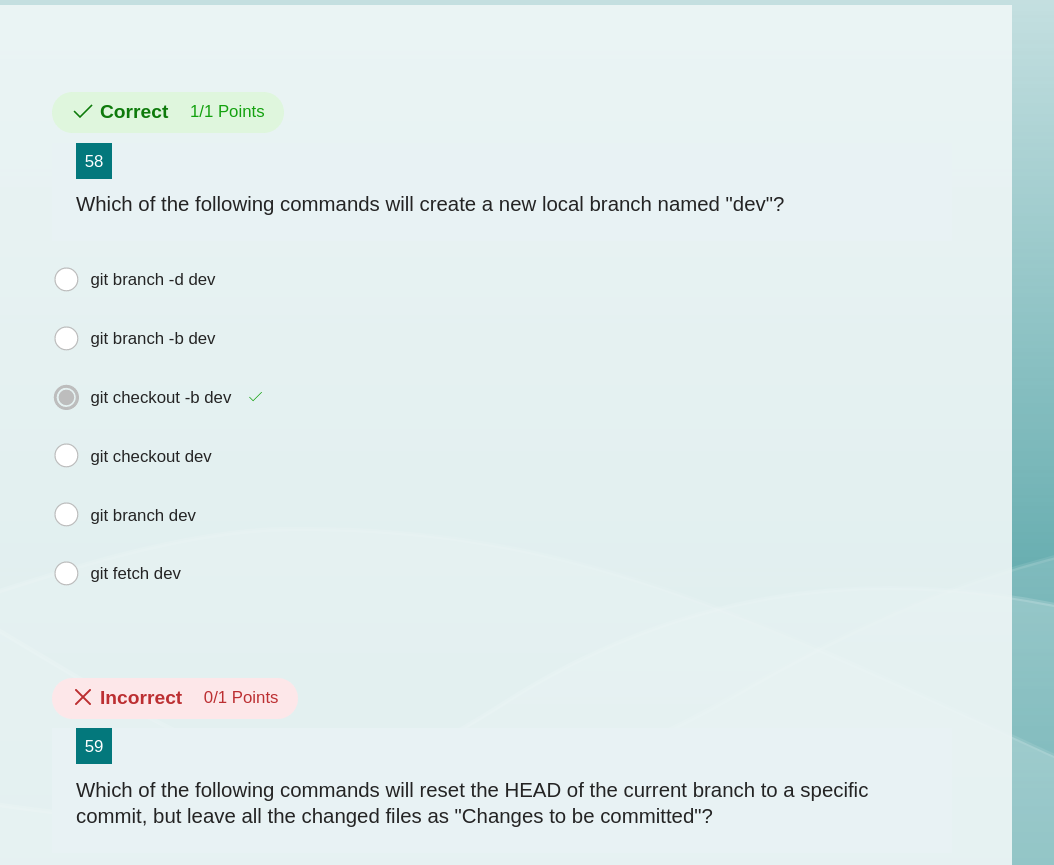 Correct 1/1 Points
58
Which of the following commands will create a new local branch named "dev"?
git branch -d dev
git branch -b dev
git checkout -b dev
git checkout dev
git branch dev
git fetch dev
Incorrect 0/1 Points
59
Which of the following commands will reset the HEAD of the current branch to a specific
commit, but leave all the changed files as "Changes to be committed"?